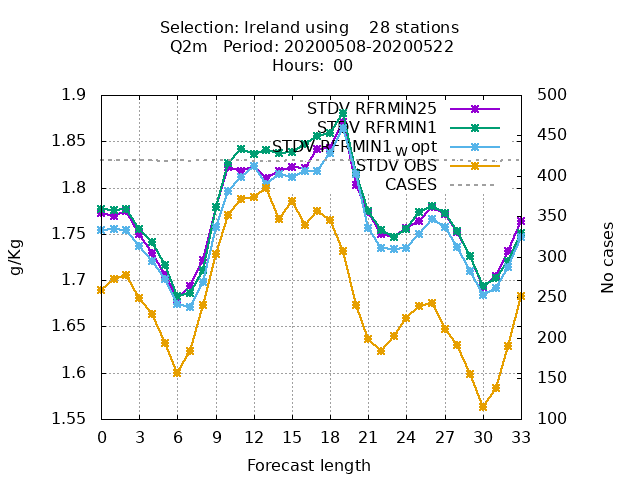 Selection: Ireland using    28 stations
Q2m   Period: 20200508-20200522
Hours:  00
1.9
1.85
1.8
1.75
1.7
1.65
1.6
1.55
g/Kg
500
450
400
350
300
250
200
150
100
No cases
STDV RFRMIN25
STDV RFRMIN1
STDV RFRMIN1_W opt
STDV OBS
CASES
0 3 6 9 12 15 18 21 24 27 30 33
Forecast length